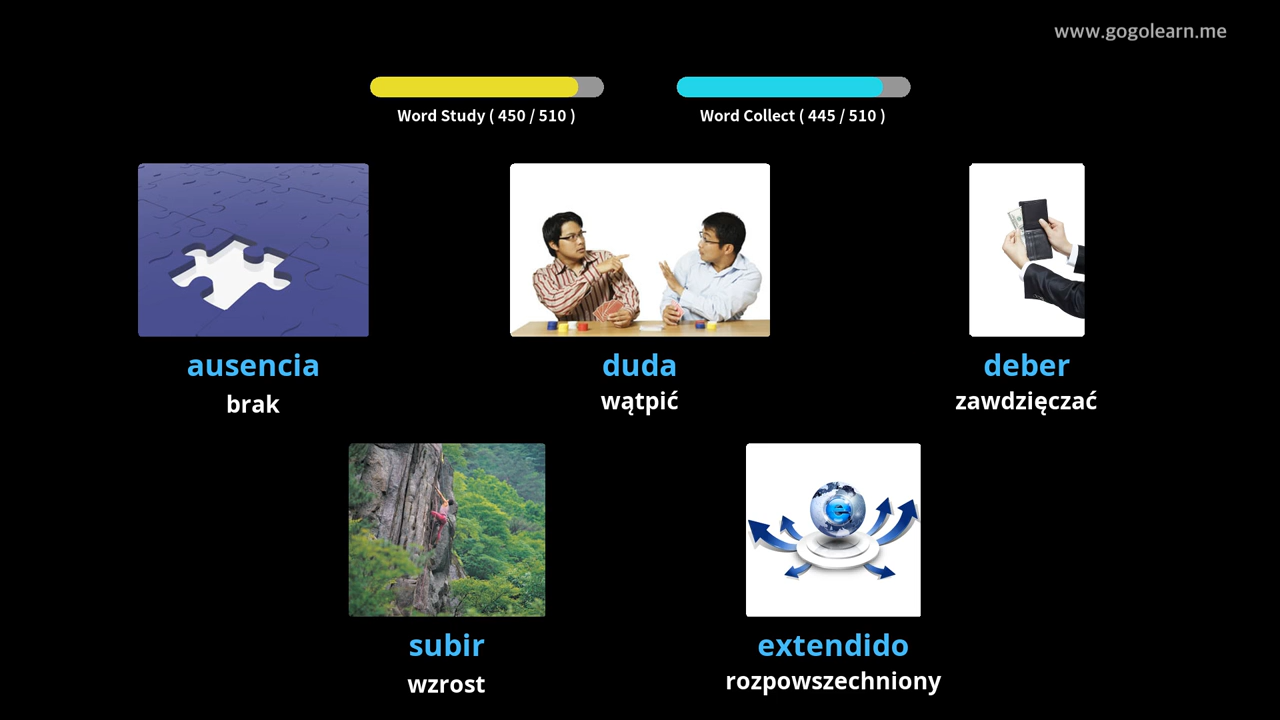 www.gogolearn.me
Word Study ( 450 / 510 )
Word Collect ( 445 / 510 )
ausencia
brak
duda
wątpić
deber
zawdzięczać
subir
wzrost
e
extendido
rozpowszechniony